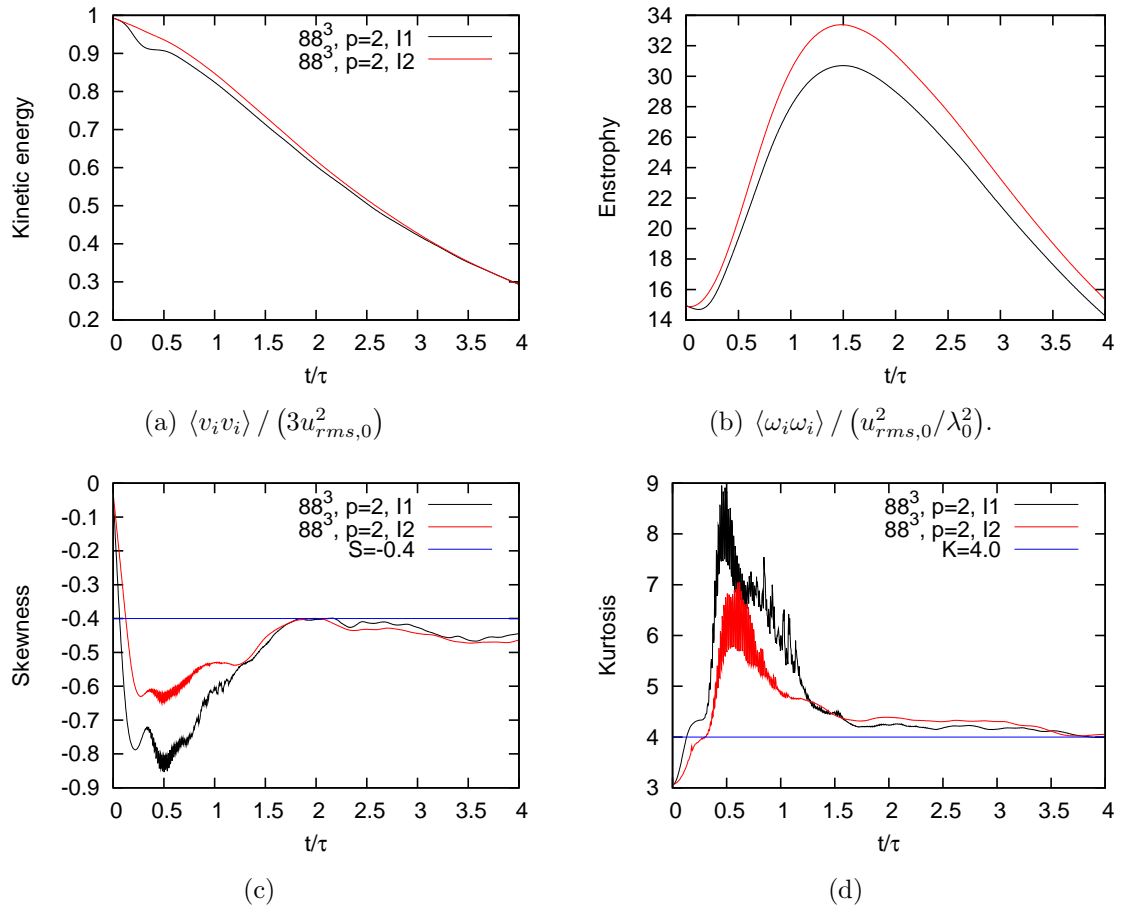 1
0.9
0.8
0.7
0.6
0.5
0.4
0.3
0.2
0 0.5 1 1.5 2 2.5 3 3.5 4
Kinetic energy
t/τ
88³, p=2, I1
88³, p=2, I2
(a) ⟨v_i v_i⟩ / (3u²_{rms,0})
34
32
30
28
26
24
22
20
18
16
14
0 0.5 1 1.5 2 2.5 3 3.5 4
Enstrophy
t/τ
(b) ⟨ω_i ω_i⟩ / (u²_{rms,0}/λ²_0).
0
-0.1
-0.2
-0.3
-0.4
-0.5
-0.6
-0.7
-0.8
-0.9
0 0.5 1 1.5 2 2.5 3 3.5 4
Skewness
t/τ
88³, p=2, I1
88³, p=2, I2
S=-0.4
(c)
9
8
7
6
5
4
3
0 0.5 1 1.5 2 2.5 3 3.5 4
Kurtosis
t/τ
88³, p=2, I1
88³, p=2, I2
K=4.0
(d)